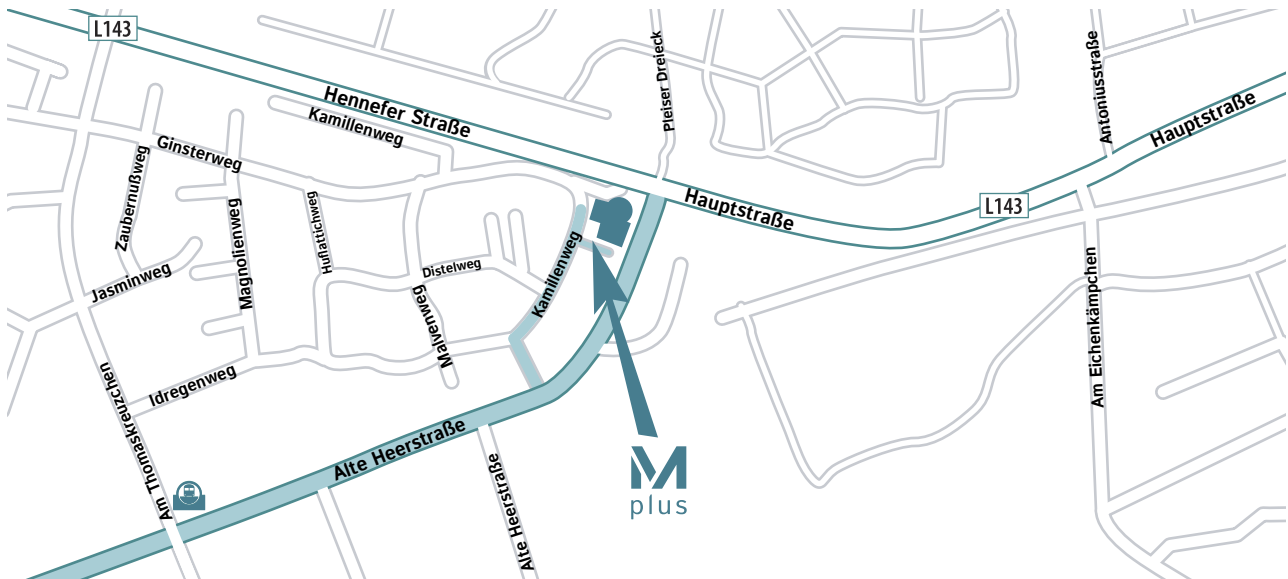 L143
Hennefer Straße
Kamillenweg
Ginsterweg
Pleiser Dreieck
Antoniusstraße
Hauptstraße
Zaubernußweg
Magnolienweg
Huflattichweg
Hauptstraße
L143
Jasminweg
Distelweg
Kamillenweg
Malvenweg
Am Eichenkämpchen
Idregenweg
Am Thomaskreuzchen
Alte Heerstraße
Alte Heerstraße
M
plus